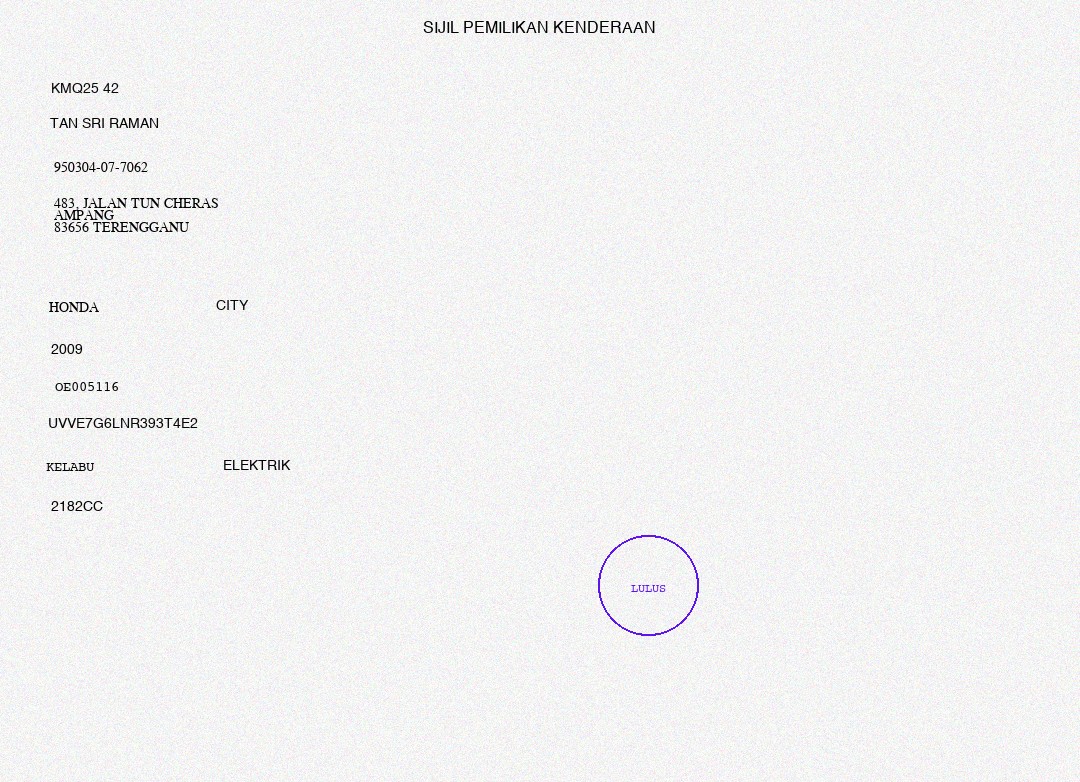 SIJIL PEMILIKAN KENDERAAN
KMQ25 42
TAN SRI RAMAN
950304-07-7062
483, JALAN TUN CHERAS
AMPANG
83656 TERENGGANU
HONDA CITY
2009
OE005116
UVVE7G6LNR393T4E2
KELABU ELEKTRIK
2182CC
LULUS